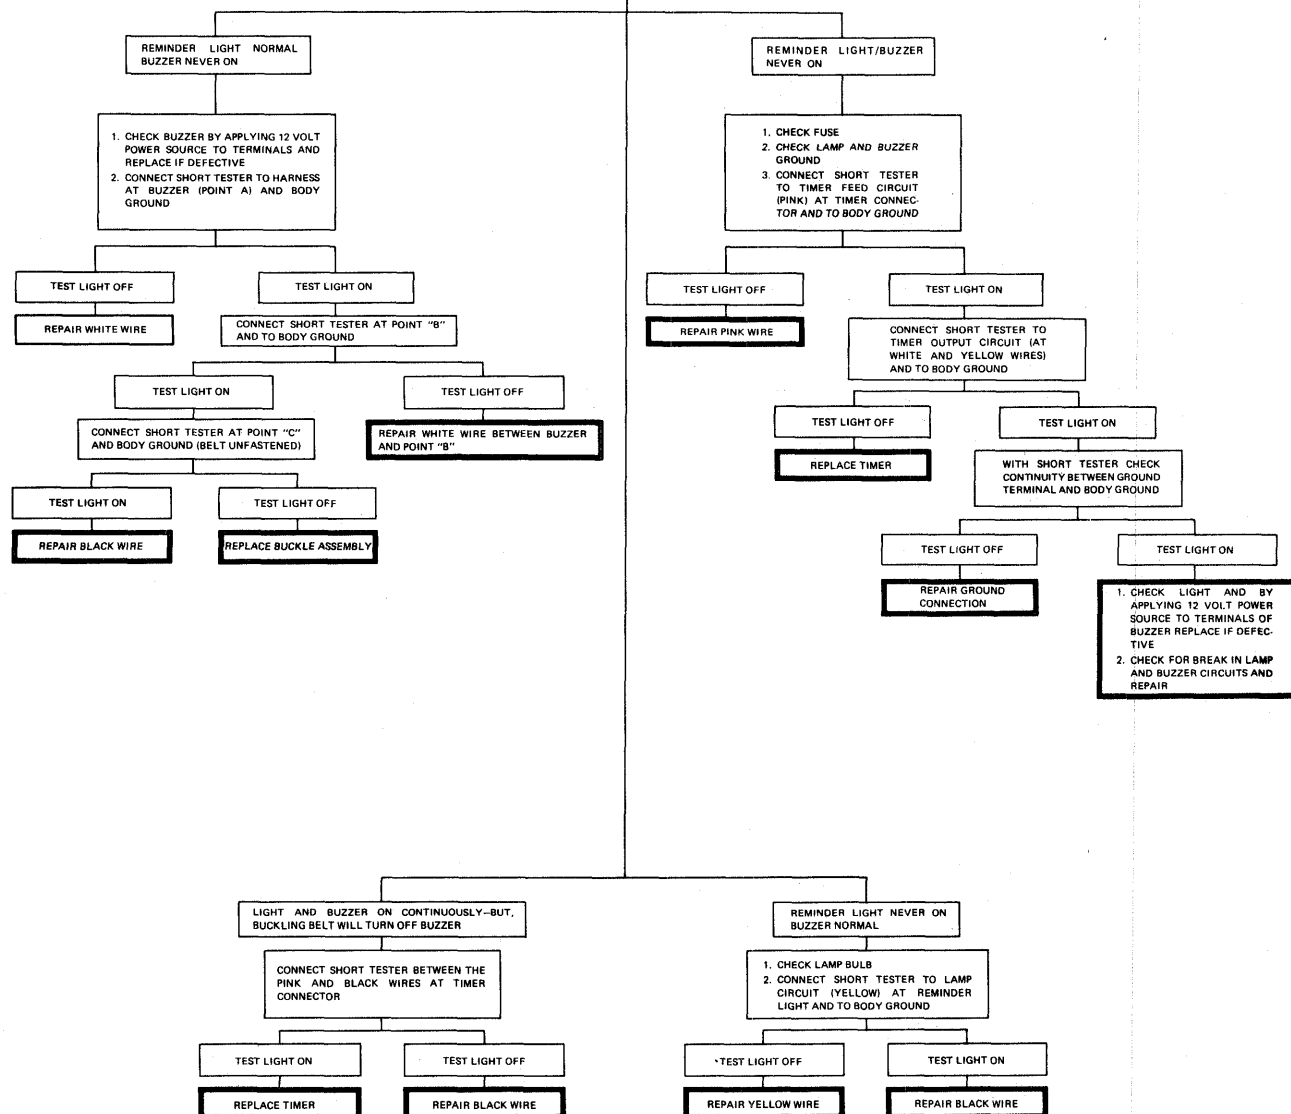 REMINDER LIGHT NORMAL
BUZZER NEVER ON
1. CHECK BUZZER BY APPLYING 12 VOLT
POWER SOURCE TO TERMINALS AND
REPLACE IF DEFECTIVE
2. CONNECT SHORT TESTER TO HARNESS
AT BUZZER (POINT A) AND BODY
GROUND
TEST LIGHT OFF
TEST LIGHT ON
REPAIR WHITE WIRE
CONNECT SHORT TESTER AT POINT "B"
AND TO BODY GROUND
TEST LIGHT ON
TEST LIGHT OFF
CONNECT SHORT TESTER AT POINT "C"
AND BODY GROUND (BELT UNFASTENED)
REPAIR WHITE WIRE BETWEEN BUZZER
AND POINT "B"
TEST LIGHT ON
TEST LIGHT OFF
REPAIR BLACK WIRE
REPLACE BUCKLE ASSEMBLY
REMINDER LIGHT/BUZZER
NEVER ON
1. CHECK FUSE
2. CHECK LAMP AND BUZZER
GROUND
3. CONNECT SHORT TESTER
TO TIMER FEED CIRCUIT
(PINK) AT TIMER CONNEC-
TOR AND TO BODY GROUND
TEST LIGHT OFF
TEST LIGHT ON
REPAIR PINK WIRE
CONNECT SHORT TESTER TO
TIMER OUTPUT CIRCUIT (AT
WHITE AND YELLOW WIRES)
AND TO BODY GROUND
TEST LIGHT OFF
TEST LIGHT ON
REPLACE TIMER
WITH SHORT TESTER CHECK
CONTINUITY BETWEEN GROUND
TERMINAL AND BODY GROUND
TEST LIGHT OFF
TEST LIGHT ON
REPAIR GROUND
CONNECTION
1. CHECK LIGHT AND BY
APPLYING 12 VOLT POWER
SOURCE TO TERMINALS OF
BUZZER REPLACE IF DEFEC-
TIVE
2. CHECK FOR BREAK IN LAMP
AND BUZZER CIRCUITS AND
REPAIR
LIGHT AND BUZZER ON CONTINUOUSLY—BUT,
BUCKLING BELT WILL TURN OFF BUZZER
CONNECT SHORT TESTER BETWEEN THE
PINK AND BLACK WIRES AT TIMER
CONNECTOR
TEST LIGHT ON
TEST LIGHT OFF
REPLACE TIMER
REPAIR BLACK WIRE
REMINDER LIGHT NEVER ON
BUZZER NORMAL
1. CHECK LAMP BULB
2. CONNECT SHORT TESTER TO LAMP
CIRCUIT (YELLOW) AT REMINDER
LIGHT AND TO BODY GROUND
TEST LIGHT OFF
TEST LIGHT ON
REPAIR YELLOW WIRE
REPAIR BLACK WIRE